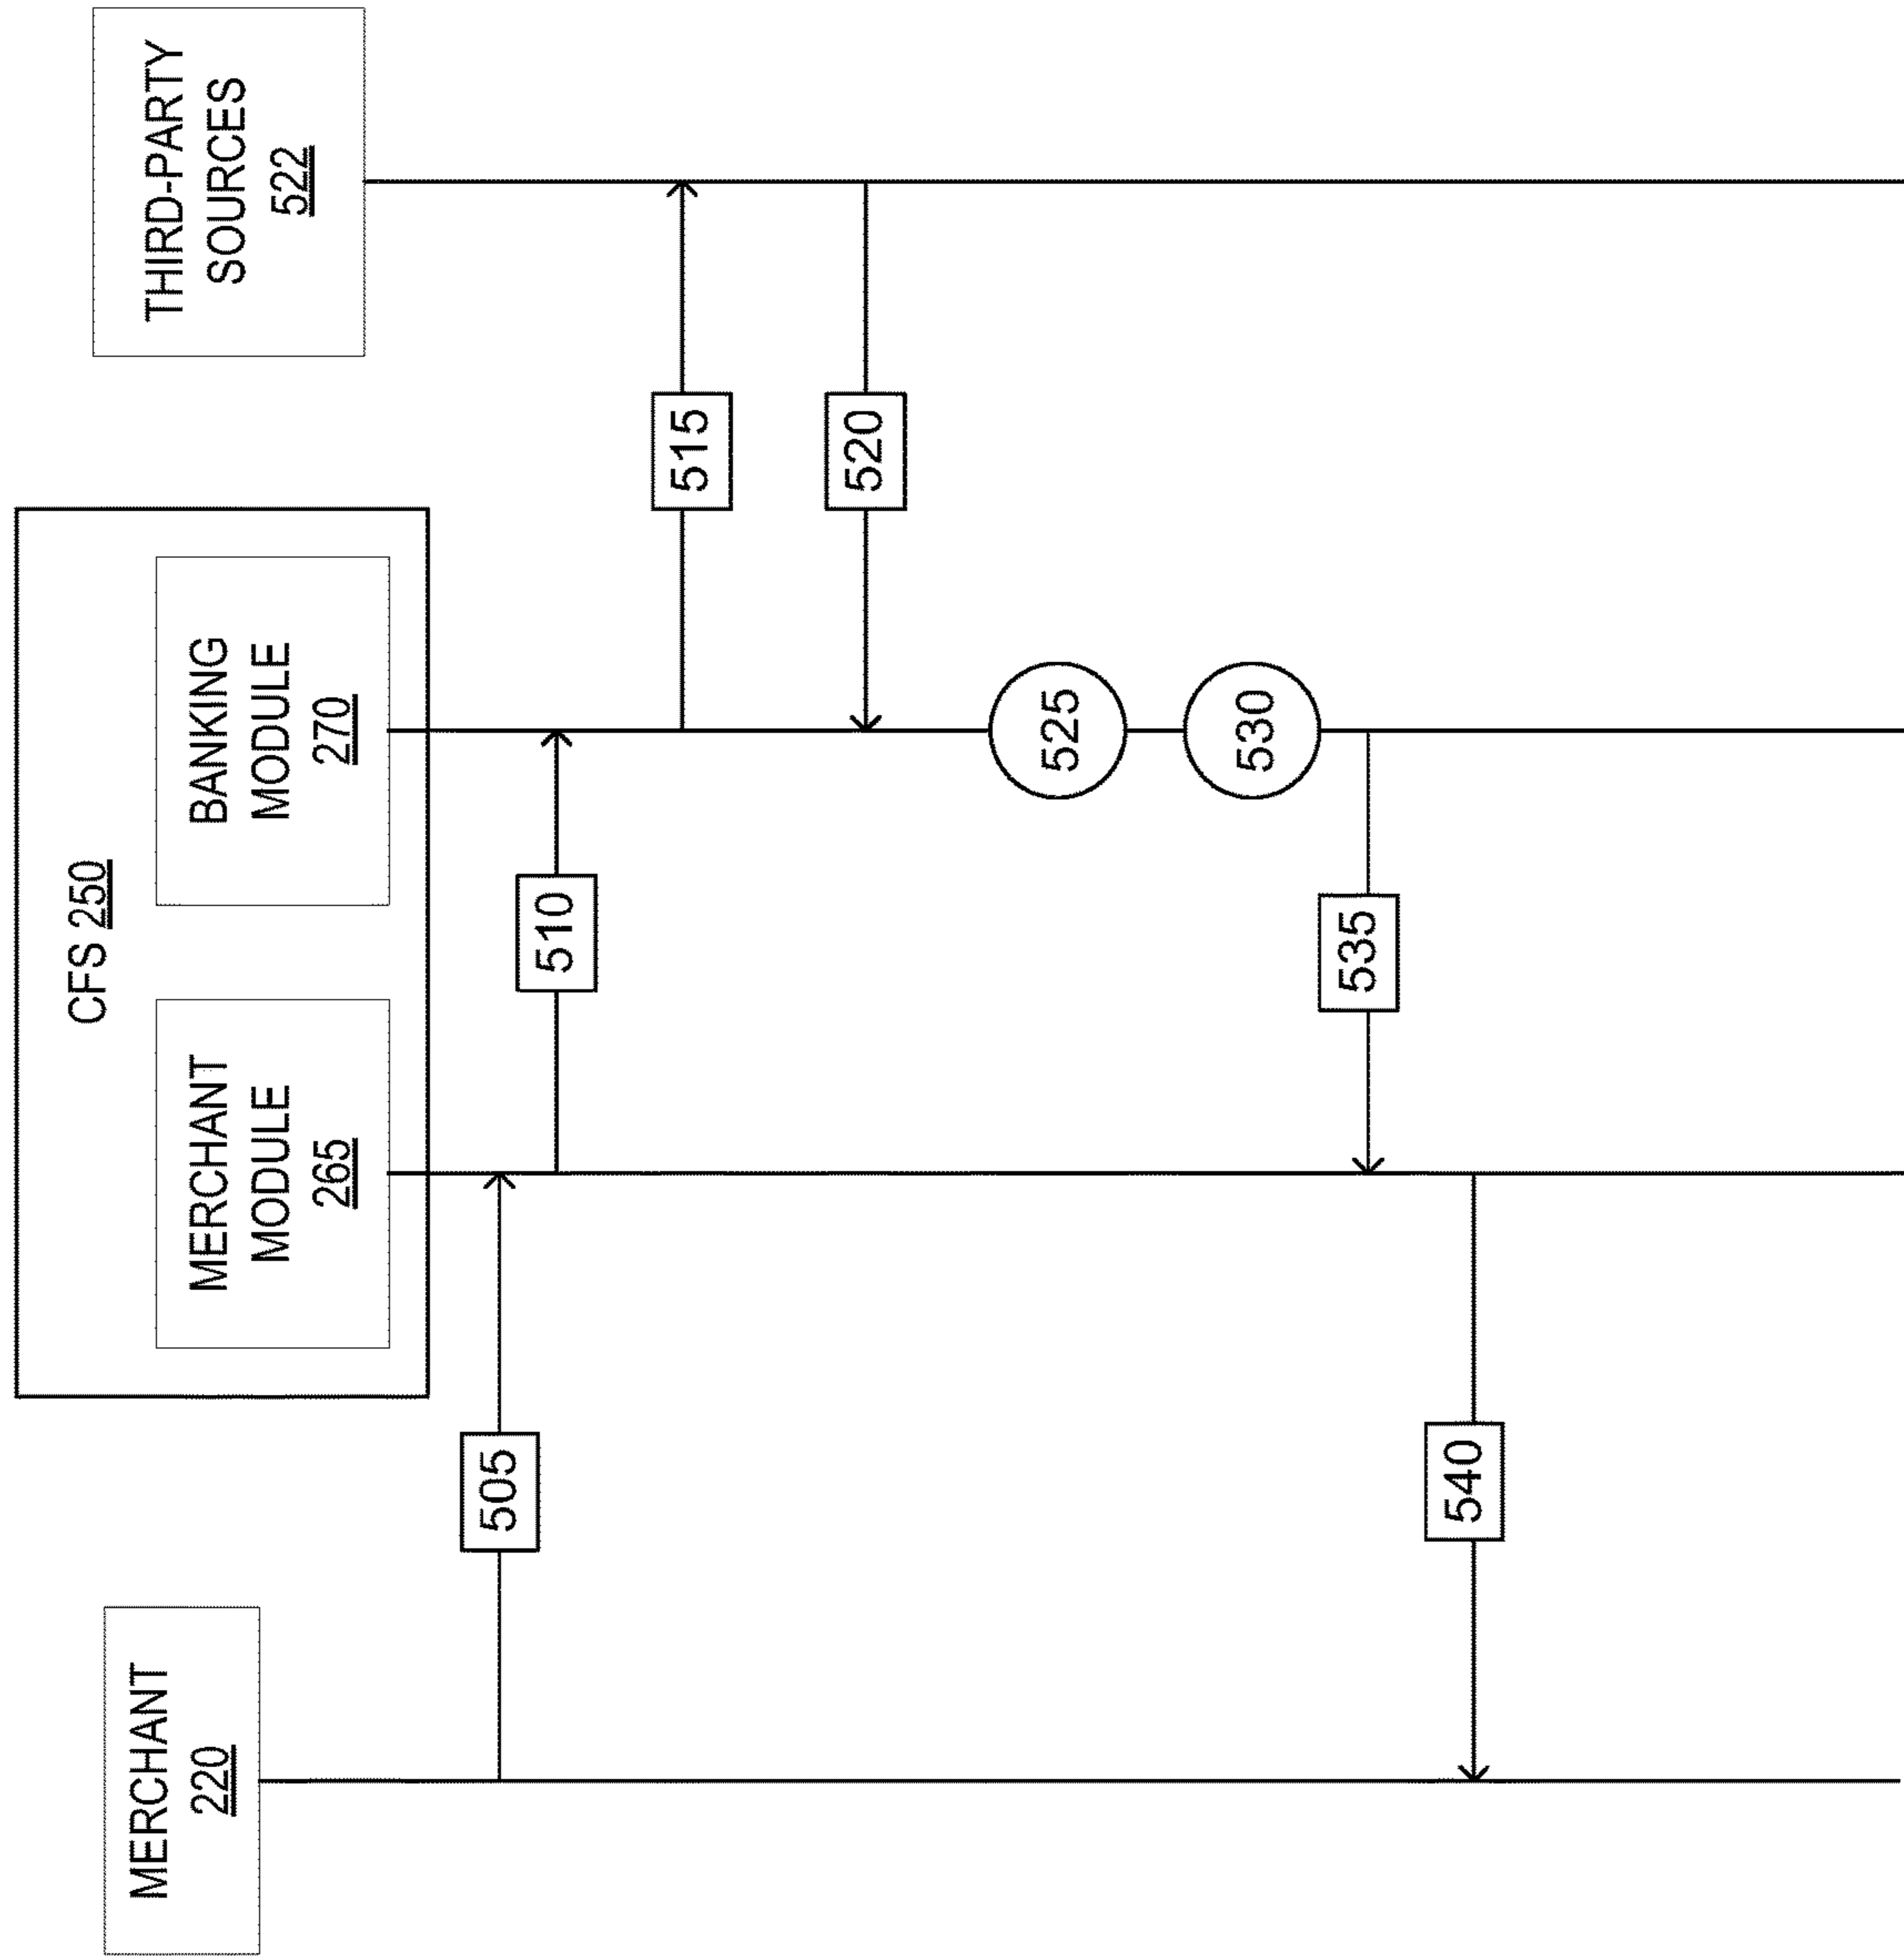 MERCHANT
220
CFS 250
MERCHANT
MODULE
265
BANKING
MODULE
270
THIRD-PARTY
SOURCES
522
505
510
515
520
525
530
535
540